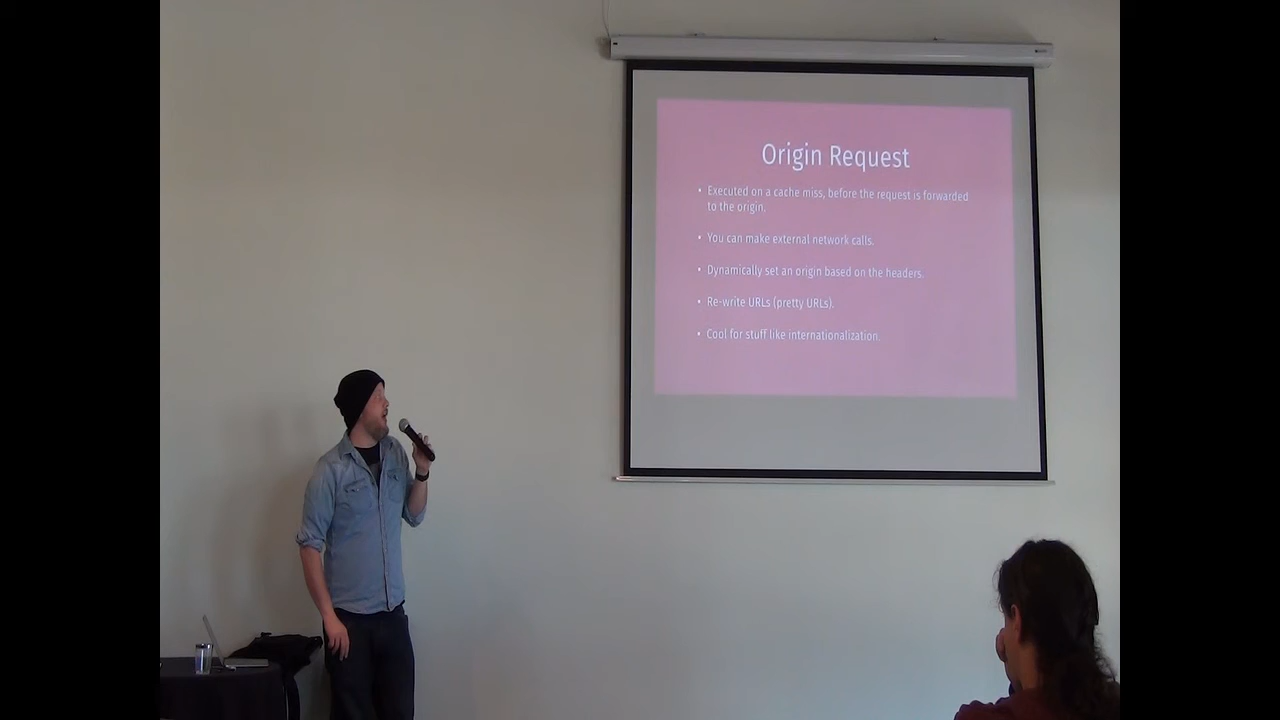 Origin Request
• Executed on a cache miss, before the request is forwarded
to the origin.
• You can make external network calls.
• Dynamically set an origin based on the headers.
• Re-write URLs (pretty URLs).
• Cool for stuff like internationalization.